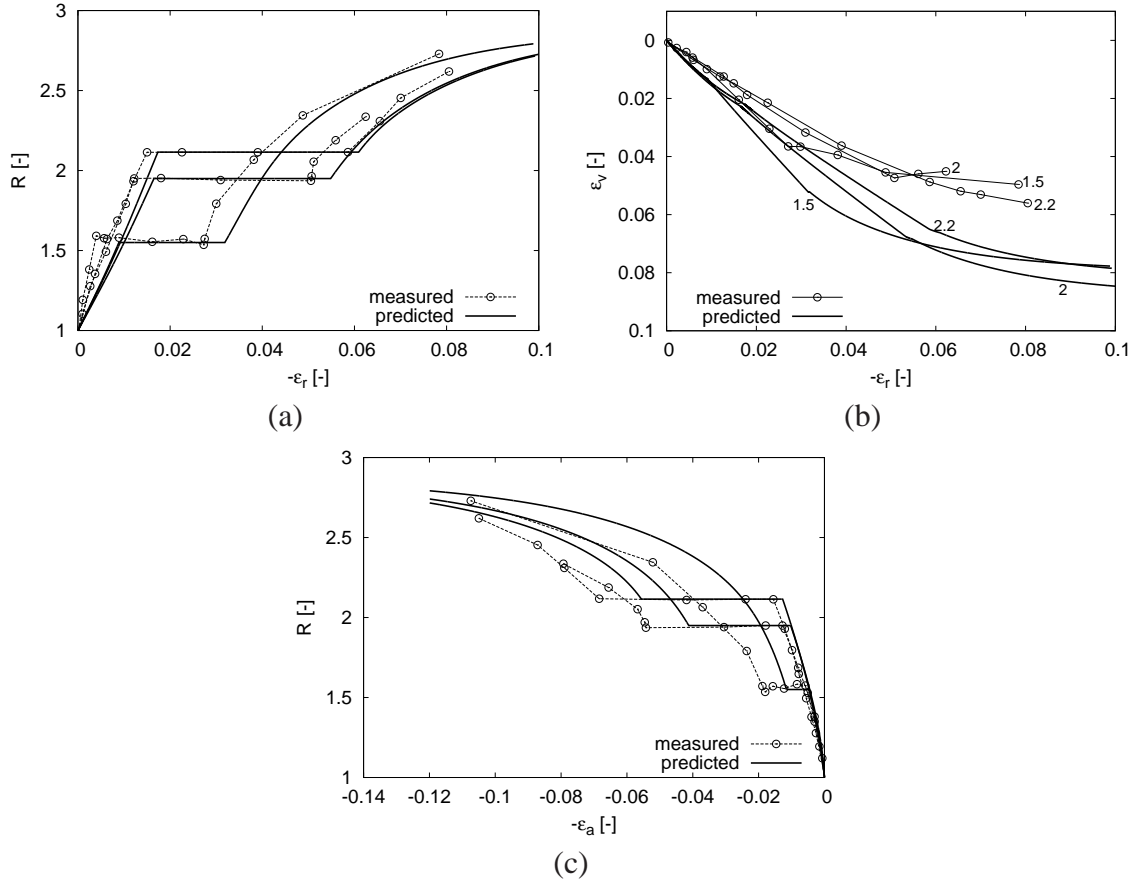 3
2.5
2
1.5
1
R [-]
0 0.02 0.04 0.06 0.08 0.1
-εr [-]
measured
predicted
(a)
0
0.02
0.04
0.06
0.08
0.1
εv [-]
0 0.02 0.04 0.06 0.08 0.1
-εr [-]
2
1.5
2.2
1.5
2.2
2
measured
predicted
(b)
3
2.5
2
1.5
1
R [-]
-0.14 -0.12 -0.1 -0.08 -0.06 -0.04 -0.02 0
-εa [-]
measured
predicted
(c)